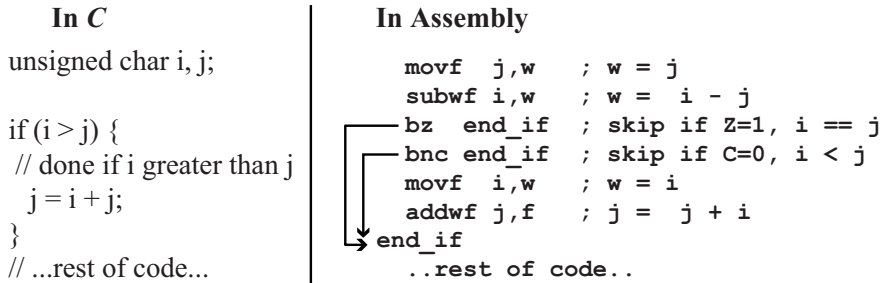 In C
unsigned char i, j;
if (i > j) {
// done if i greater than j
j = i + j;
}
// ...rest of code...
In Assembly
movf j,w ; w = j
subwf i,w ; w = i - j
bz end_if ; skip if Z=1, i == j
bnc end_if ; skip if C=0, i < j
movf i,w ; w = i
addwf j,f ; j = j + i
end_if
..rest of code..